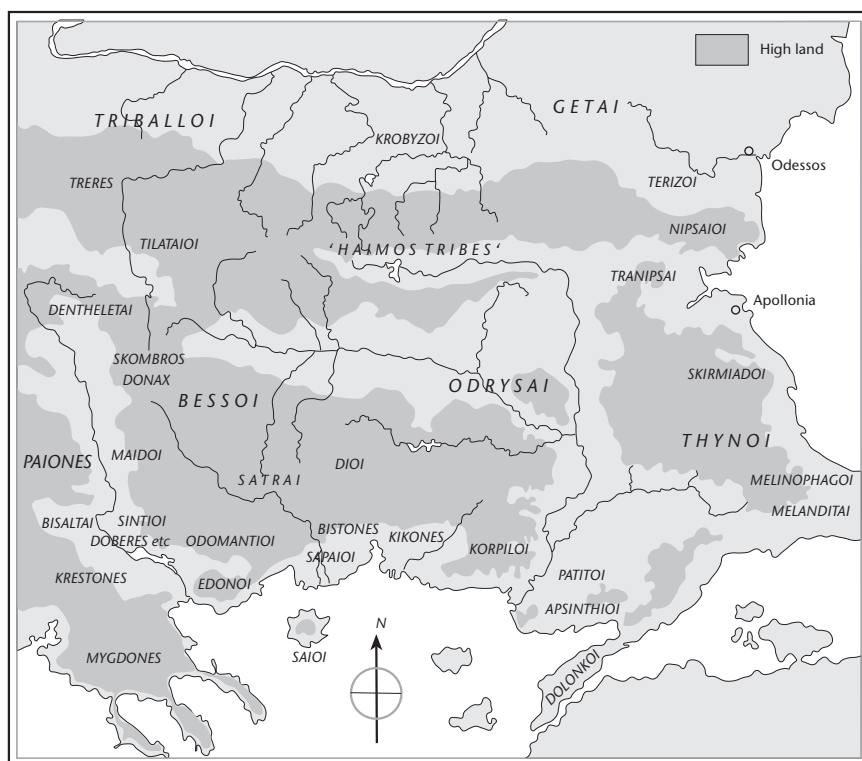 High land
TRIBALLOI
GETAI
KROBYZOI
Odessos
TRERES
TERIZOI
NIPSAIOI
TILATAIOI
‘HAIMOS TRIBES‘
TRANIPSAI
DENTHELETAI
Apollonia
SKOMBROS
DONAX
SKIRMIADOI
BESSOI
ODRYSAI
THYNOI
PAIONES
MAIDOI
DIOI
SATRAI
MELINOPHAGOI
MELANDITAI
BISALTAI
SINTIOI
DOBERES etc
ODOMANTIOI
BISTONES
KIKONES
SAPAIOI
KORPILOI
KRESTONES
EDONOI
PATITOI
APSINTHIOI
N
SAIOI
MYGDONES
DOLONKOI